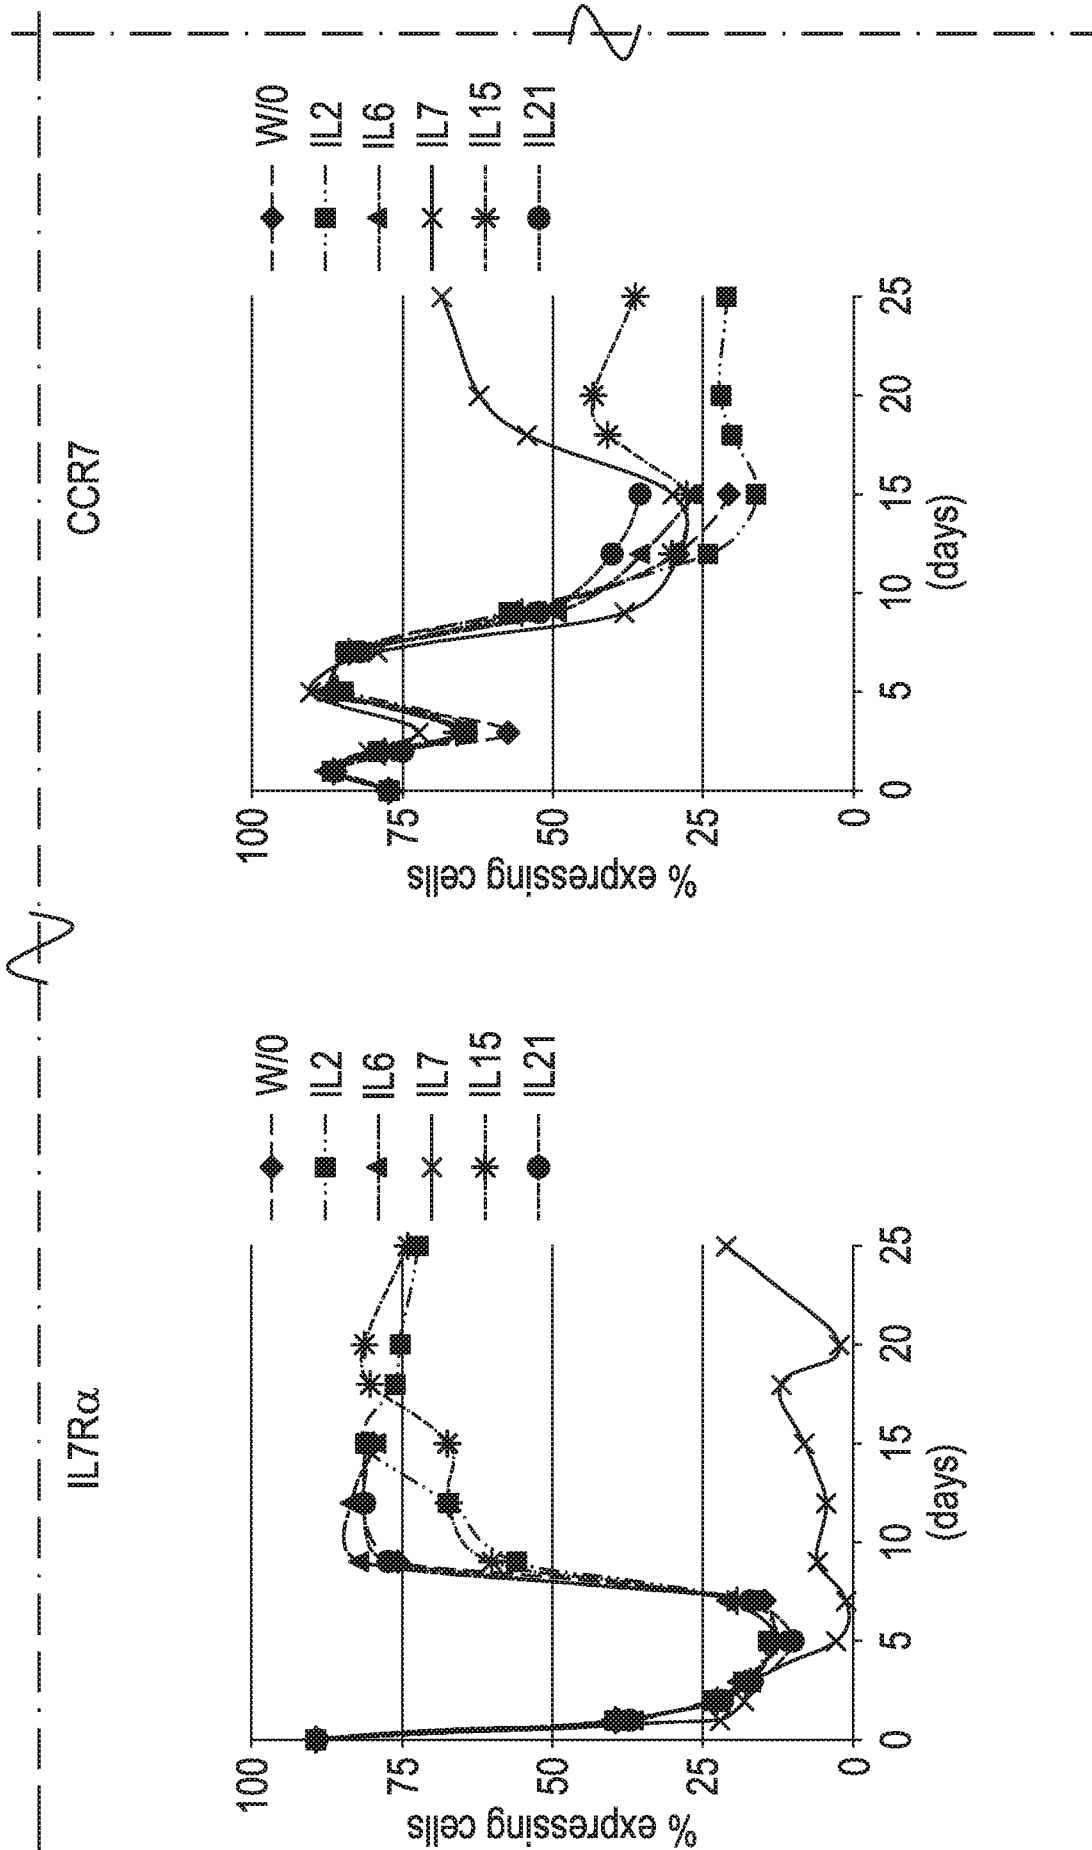 IL7Rα
% expressing cells
100
75
50
25
0
0 5 10 15 20 25
(days)
W/0
IL2
IL6
IL7
IL15
IL21
CCR7
% expressing cells
100
75
50
25
0
0 5 10 15 20 25
(days)
W/0
IL2
IL6
IL7
IL15
IL21